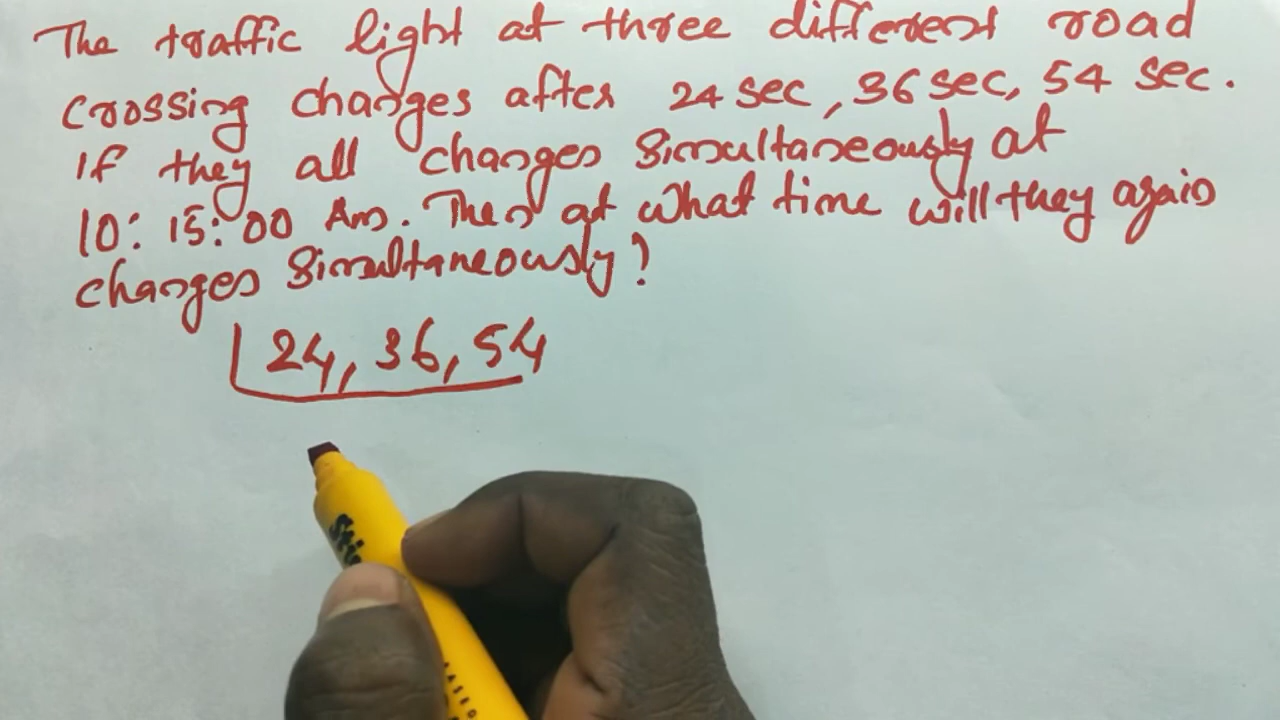 The traffic light at three different road
crossing changes after 24 sec, 36 sec, 54 sec.
If they all changes simultaneously at
10:15:00 Am. Then at what time will they again
changes simultaneously?
24, 36, 54